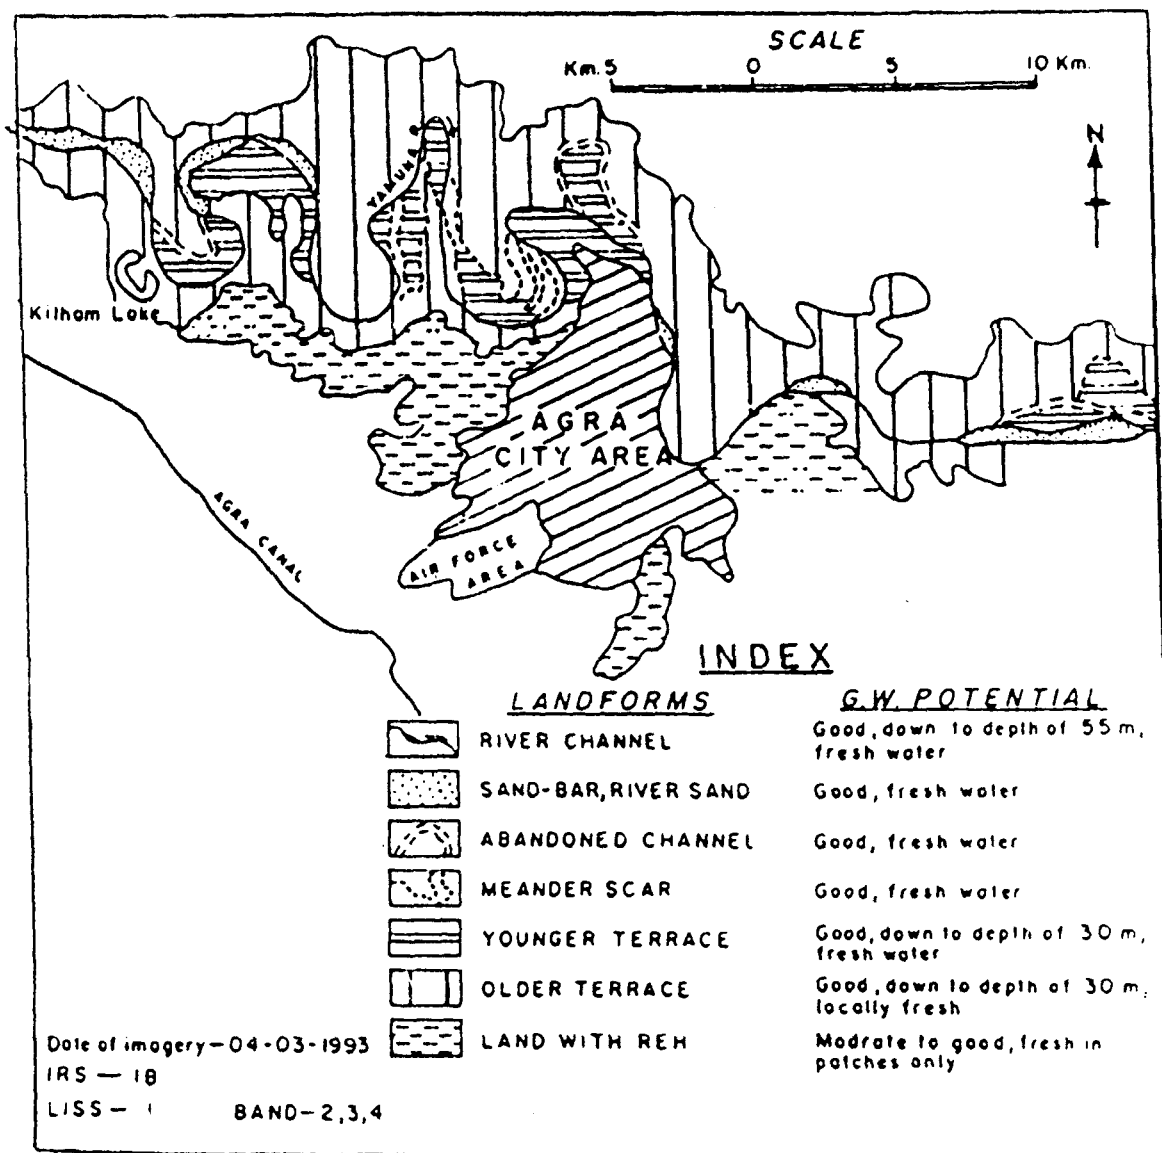 SCALE
Km. 5 0 5 10 Km.
N
YAMUNA R
Kitham Lake
AGRA
CITY AREA
AGRA CANAL
AIR FORCE
AREA
INDEX
LANDFORMS G.W. POTENTIAL
RIVER CHANNEL Good, down to depth of 55 m,
fresh water
SAND-BAR, RIVER SAND Good, fresh water
ABANDONED CHANNEL Good, fresh water
MEANDER SCAR Good, fresh water
YOUNGER TERRACE Good, down to depth of 30 m,
fresh water
OLDER TERRACE Good, down to depth of 30 m,
locally fresh
LAND WITH REH Modrate to good, fresh in
patches only
Date of imagery-04-03-1993
IRS - 1B
LISS - 1 BAND-2,3,4